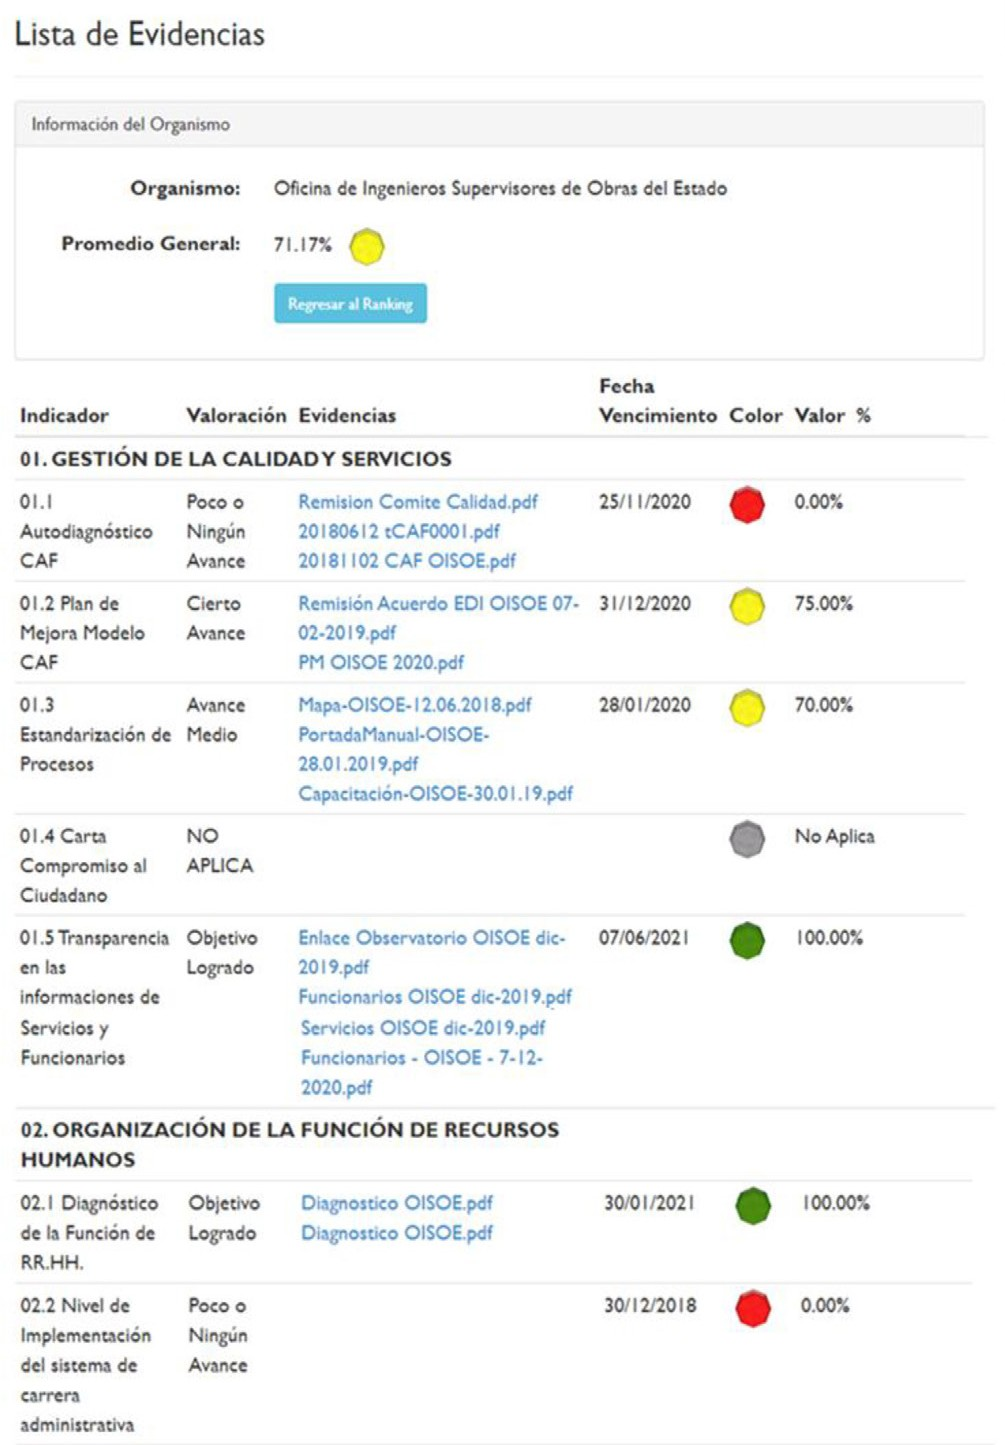 Lista de Evidencias
Información del Organismo
Organismo: Oficina de Ingenieros Supervisores de Obras del Estado
Promedio General: 71.17%
Regresar al Ranking
Fecha
Indicador Valoración Evidencias Vencimiento Color Valor %
01. GESTIÓN DE LA CALIDAD Y SERVICIOS
01.1 Poco o Remision Comite Calidad.pdf 25/11/2020 0.00%
Autodiagnóstico Ningún 20180612 tCAF0001.pdf
CAF Avance 20181102 CAF OISOE.pdf
01.2 Plan de Cierto Remisión Acuerdo EDI OISOE 07- 31/12/2020 75.00%
Mejora Modelo Avance 02-2019.pdf
CAF PM OISOE 2020.pdf
01.3 Avance Mapa-OISOE-12.06.2018.pdf 28/01/2020 70.00%
Estandarización de Medio PortadaManual-OISOE-
Procesos 28.01.2019.pdf
Capacitación-OISOE-30.01.19.pdf
01.4 Carta NO No Aplica
Compromiso al APLICA
Ciudadano
01.5 Transparencia Objetivo Enlace Observatorio OISOE dic- 07/06/2021 100.00%
en las Logrado 2019.pdf
informaciones de Funcionarios OISOE dic-2019.pdf
Servicios y Servicios OISOE dic-2019.pdf
Funcionarios Funcionarios - OISOE - 7-12-
2020.pdf
02. ORGANIZACIÓN DE LA FUNCIÓN DE RECURSOS
HUMANOS
02.1 Diagnóstico Objetivo Diagnostico OISOE.pdf 30/01/2021 100.00%
de la Función de Logrado Diagnostico OISOE.pdf
RR.HH.
02.2 Nivel de Poco o 30/12/2018 0.00%
Implementación Ningún
del sistema de Avance
carrera
administrativa